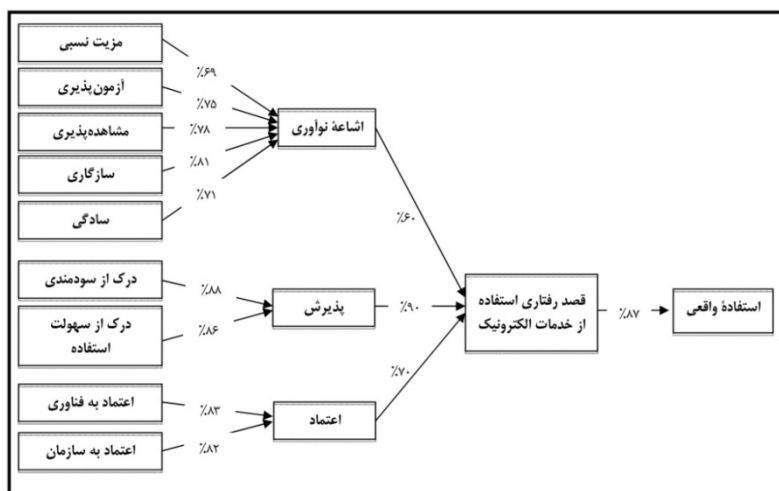 مزیت نسبی
آزمون‌پذیری
مشاهده‌پذیری
سازگاری
سادگی
٪۶۹
٪۷۵
٪۷۸
٪۸۱
٪۷۱
اشاعهٔ نوآوری
٪۶۰
درک از سودمندی
درک از سهولت
استفاده
٪۸۸
٪۸۶
پذیرش
٪۹۰
قصد رفتاری استفاده
از خدمات الکترونیک
٪۸۷
استفادهٔ واقعی
اعتماد به فناوری
اعتماد به سازمان
٪۸۳
٪۸۲
اعتماد
٪۷۰